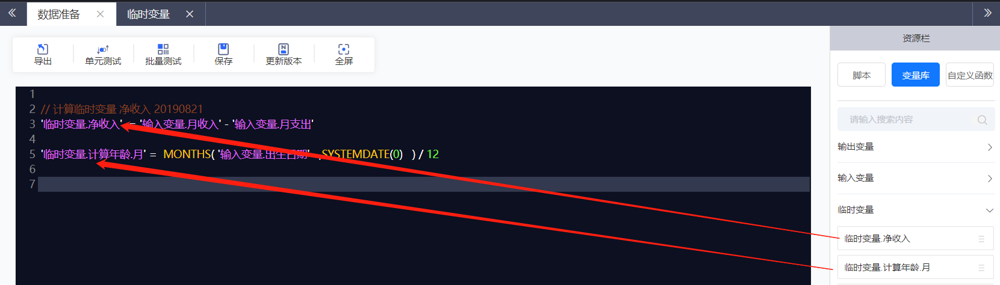 数据准备 临时变量
资源栏
导出 单元测试 批量测试 保存 更新版本 全屏
脚本 变量库 自定义函数
请输入搜索内容
1
2 // 计算临时变量 净收入 20190821
3 '临时变量.净收入' = '输入变量.月收入' - '输入变量.月支出'
4
5 '临时变量.计算年龄.月' = MONTHS( '输入变量.出生日期' ,SYSTEMDATE(0) ) / 12
6
7
输出变量
输入变量
临时变量
临时变量.净收入
临时变量.计算年龄.月